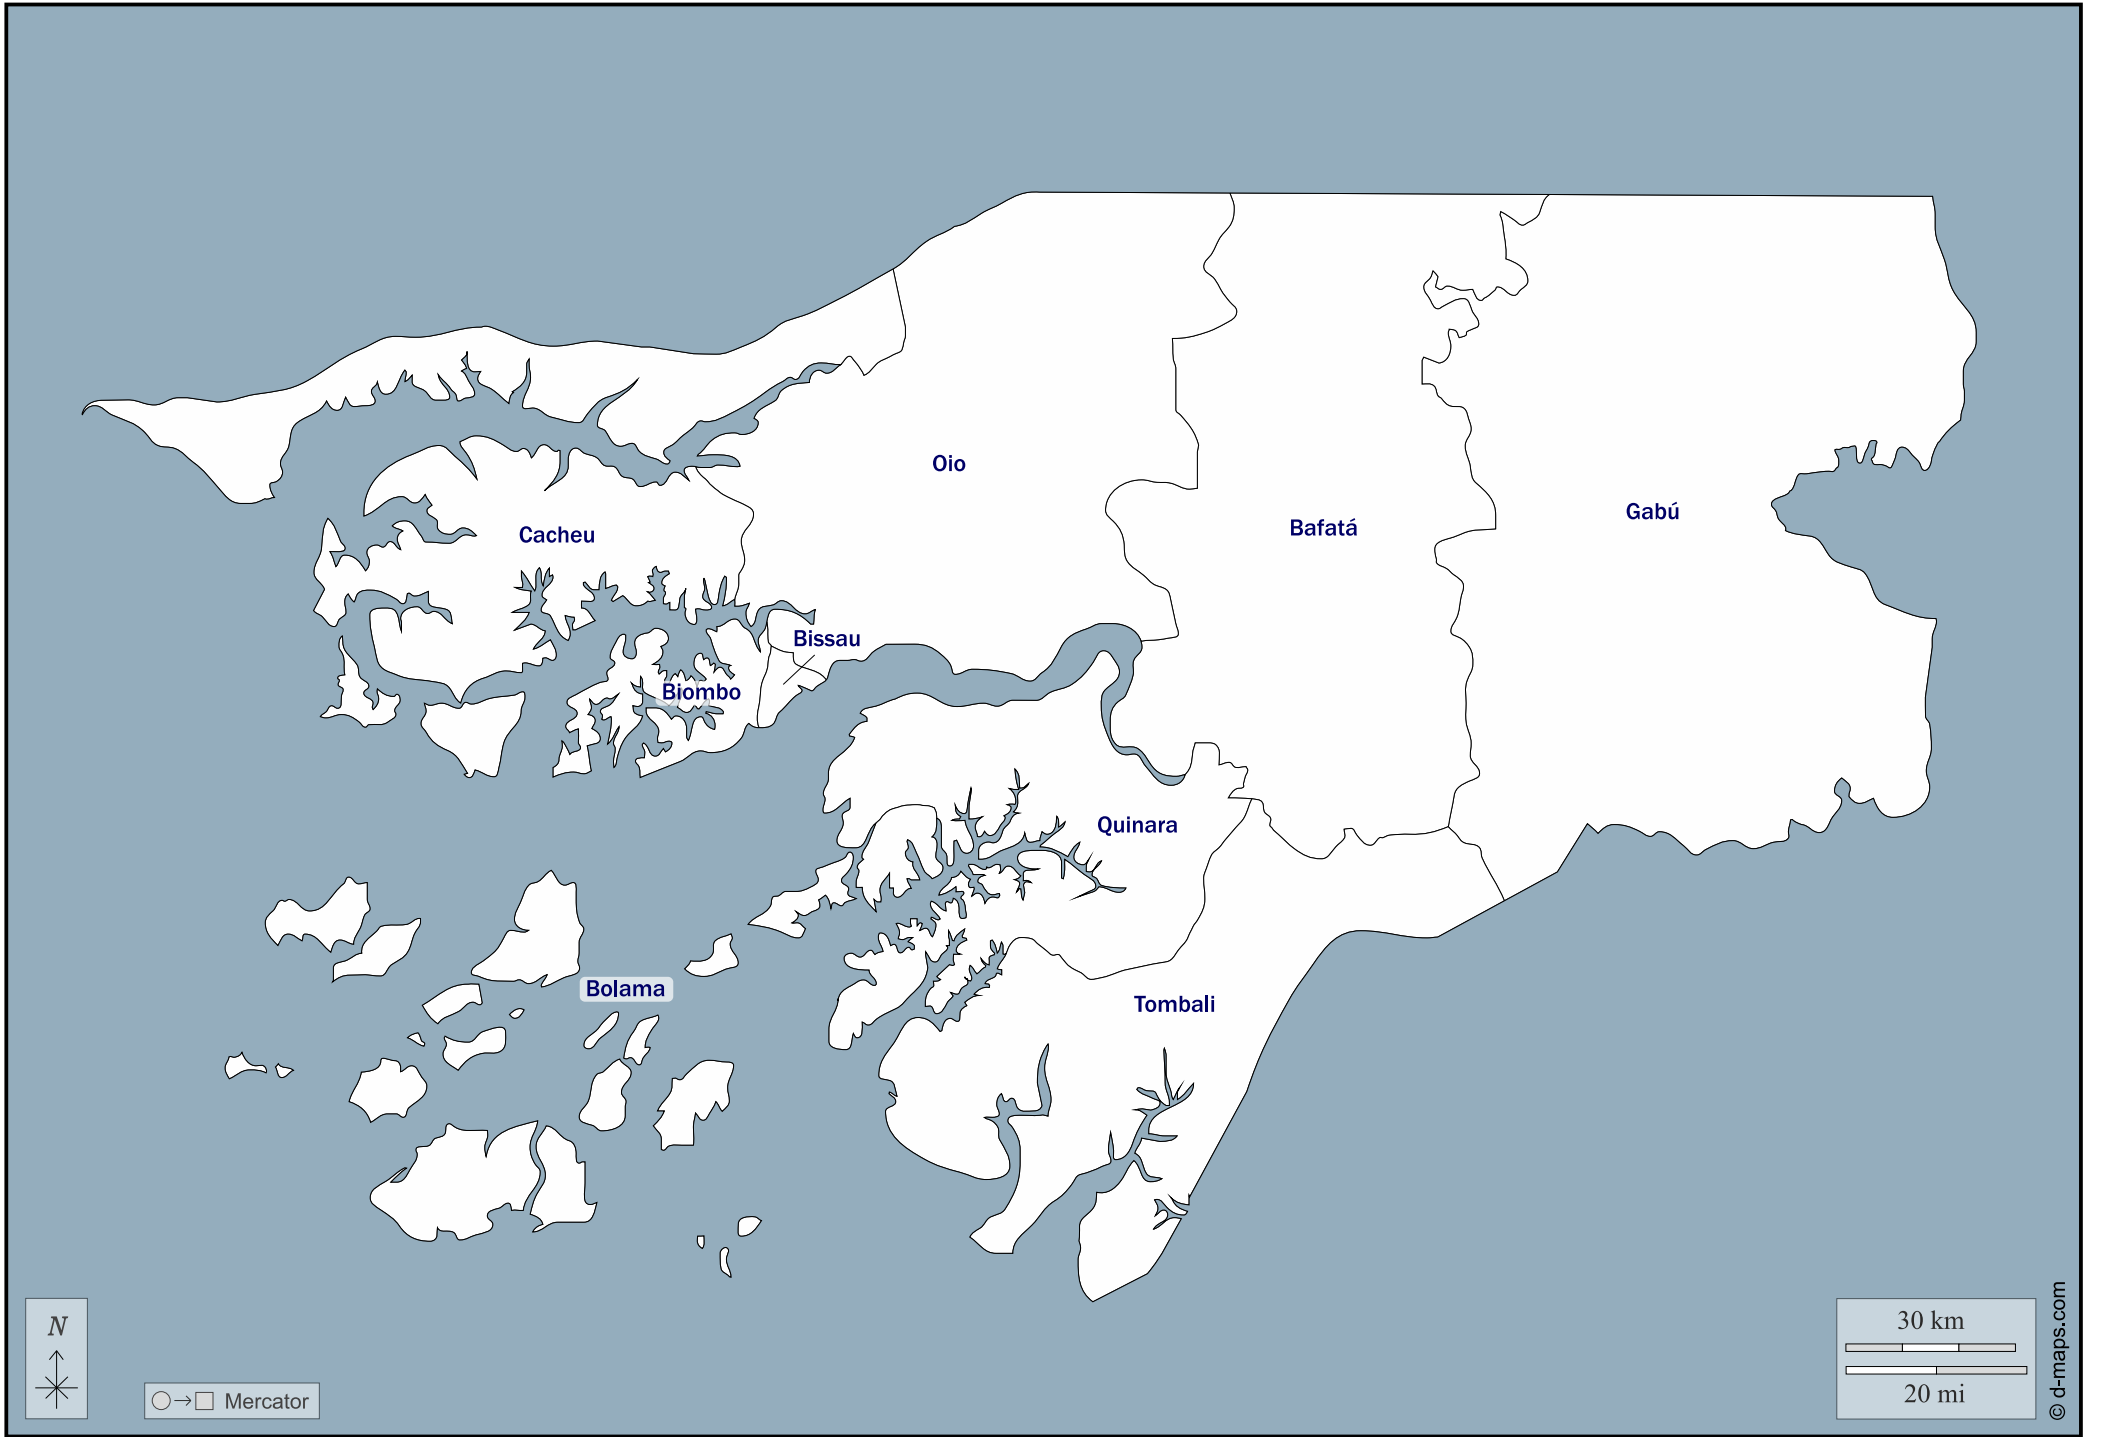 Oio
Gabú
Bafatá
Cacheu
Bissau
Biombo
Quinara
Bolama
Tombali
N
Mercator
30 km
20 mi
© d-maps.com